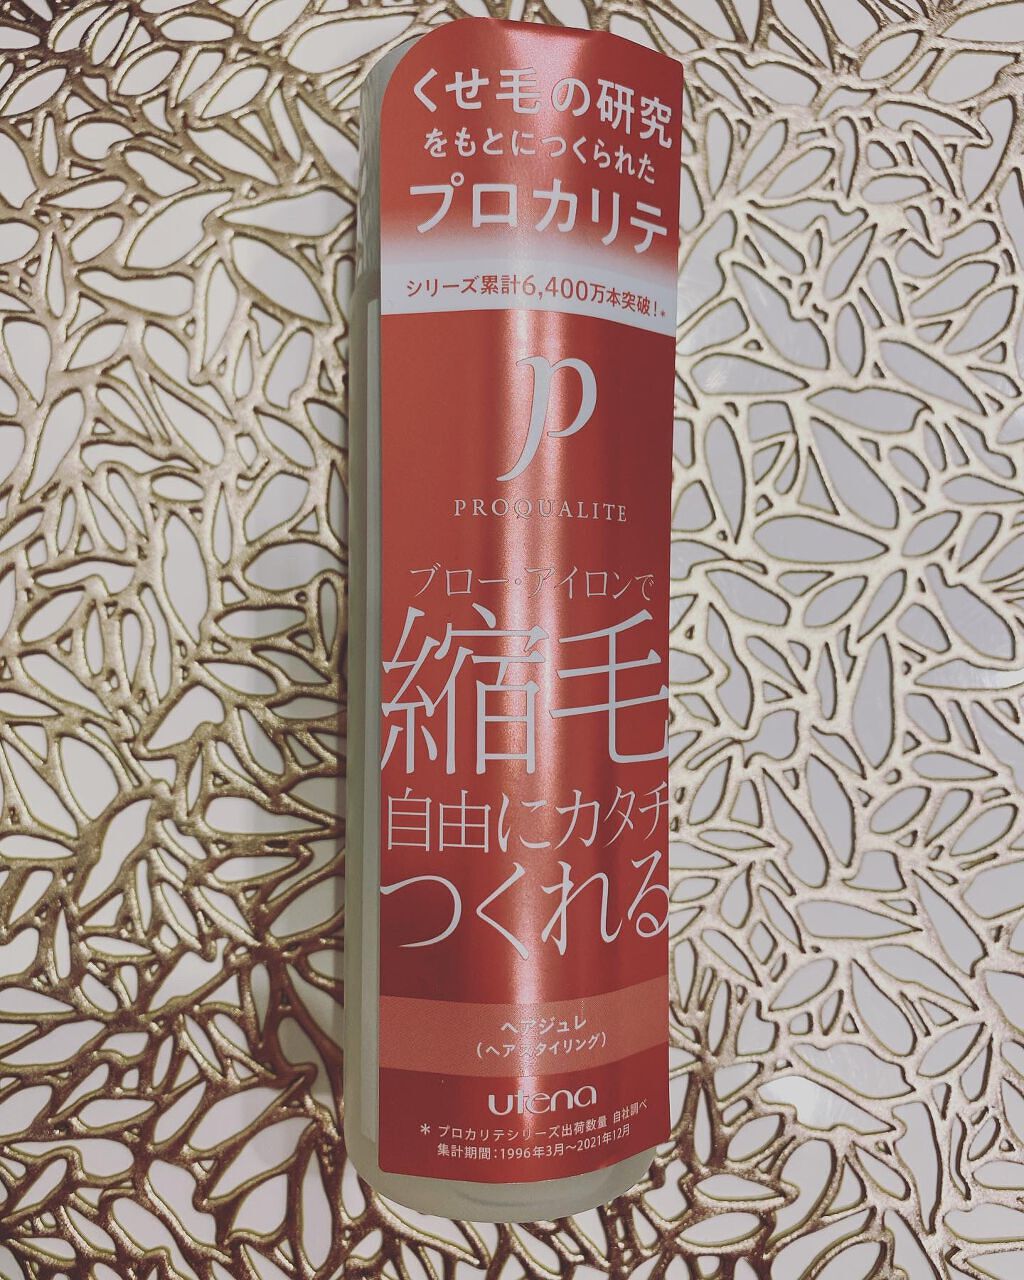 くせ毛の研究
をもとにつくられた
プロカリテ
シリーズ累計6,400万本突破！*
p
PROQUALITE
ブロー・アイロンで
縮毛
自由にカタチ
つくれる
ヘアジュレ
（ヘアスタイリング）
utena
＊ プロカリテシリーズ出荷数量 自社調べ
集計期間：1996年3月〜2021年12月